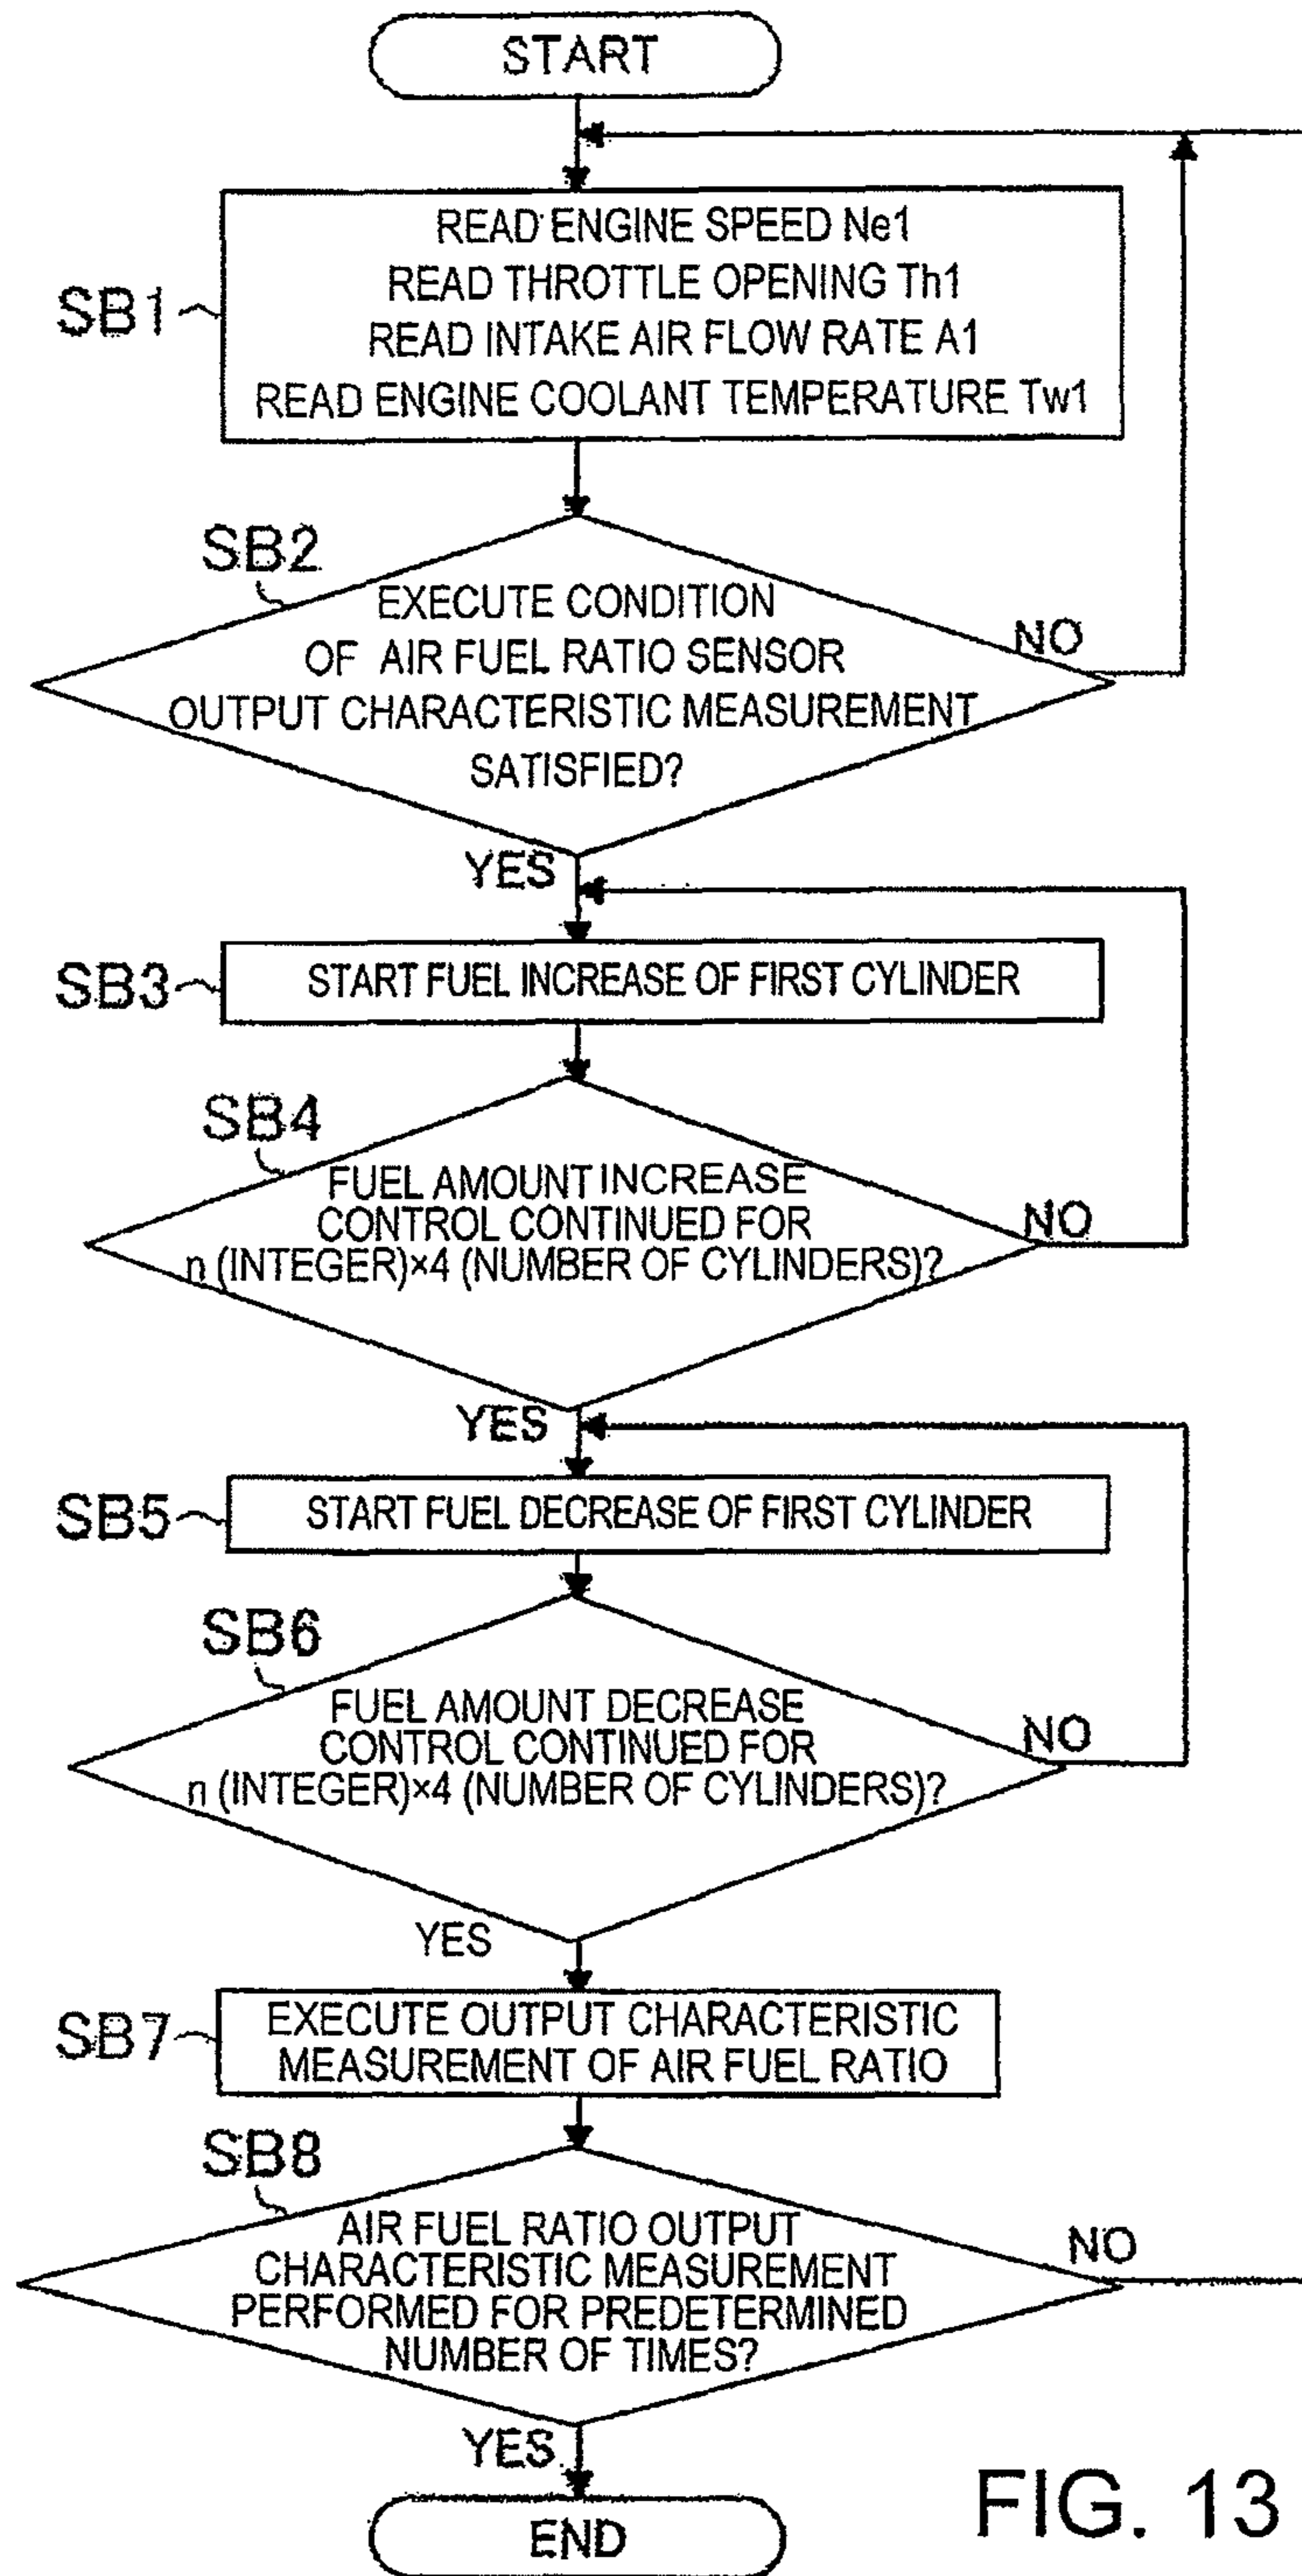 START
SB1
READ ENGINE SPEED Ne1
READ THROTTLE OPENING Th1
READ INTAKE AIR FLOW RATE A1
READ ENGINE COOLANT TEMPERATURE Tw1
SB2
EXECUTE CONDITION
OF AIR FUEL RATIO SENSOR
OUTPUT CHARACTERISTIC MEASUREMENT
SATISFIED?
NO
YES
SB3
START FUEL INCREASE OF FIRST CYLINDER
SB4
FUEL AMOUNT INCREASE
CONTROL CONTINUED FOR
n (INTEGER)×4 (NUMBER OF CYLINDERS)?
NO
YES
SB5
START FUEL DECREASE OF FIRST CYLINDER
SB6
FUEL AMOUNT DECREASE
CONTROL CONTINUED FOR
n (INTEGER)×4 (NUMBER OF CYLINDERS)?
NO
YES
SB7
EXECUTE OUTPUT CHARACTERISTIC
MEASUREMENT OF AIR FUEL RATIO
SB8
AIR FUEL RATIO OUTPUT
CHARACTERISTIC MEASUREMENT
PERFORMED FOR PREDETERMINED
NUMBER OF TIMES?
NO
YES
END
FIG. 13